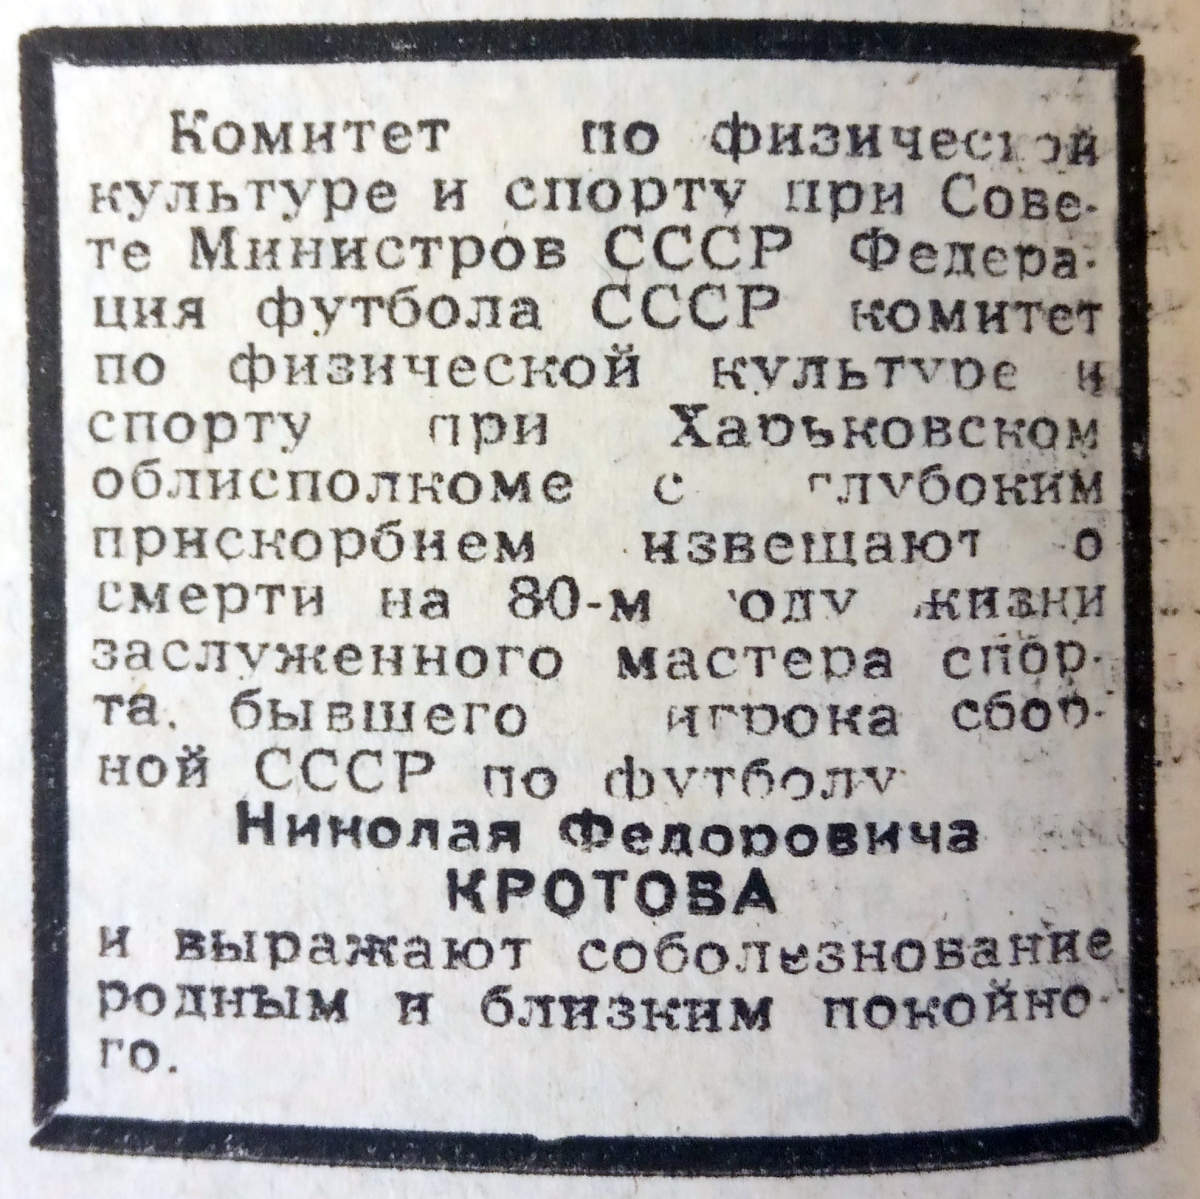 Комитет по физической
культуре и спорту при Сове-
те Министров СССР Федера-
ция футбола СССР комитет
по физической культуре и
спорту при Харьковском
облисполкоме с глубоким
прискорбием извещают о
смерти на 80-м году жизни
заслуженного мастера спор-
та, бывшего игрока сбор-
ной СССР по футболу
Николая Федоровича
КРОТОВА
и выражают соболезнование
родным и близким покойно-
го.